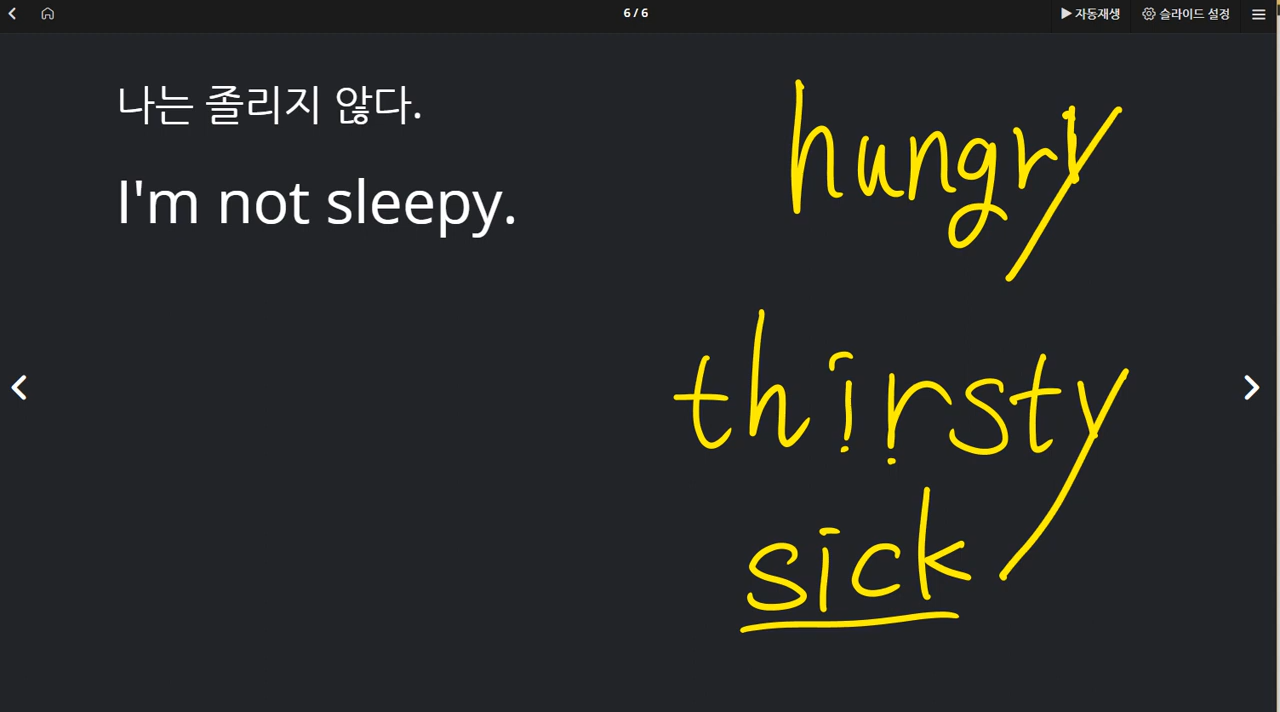 6 / 6
자동재생
슬라이드 설정
나는 졸리지 않다.
I'm not sleepy.
hungry
thirsty
sick